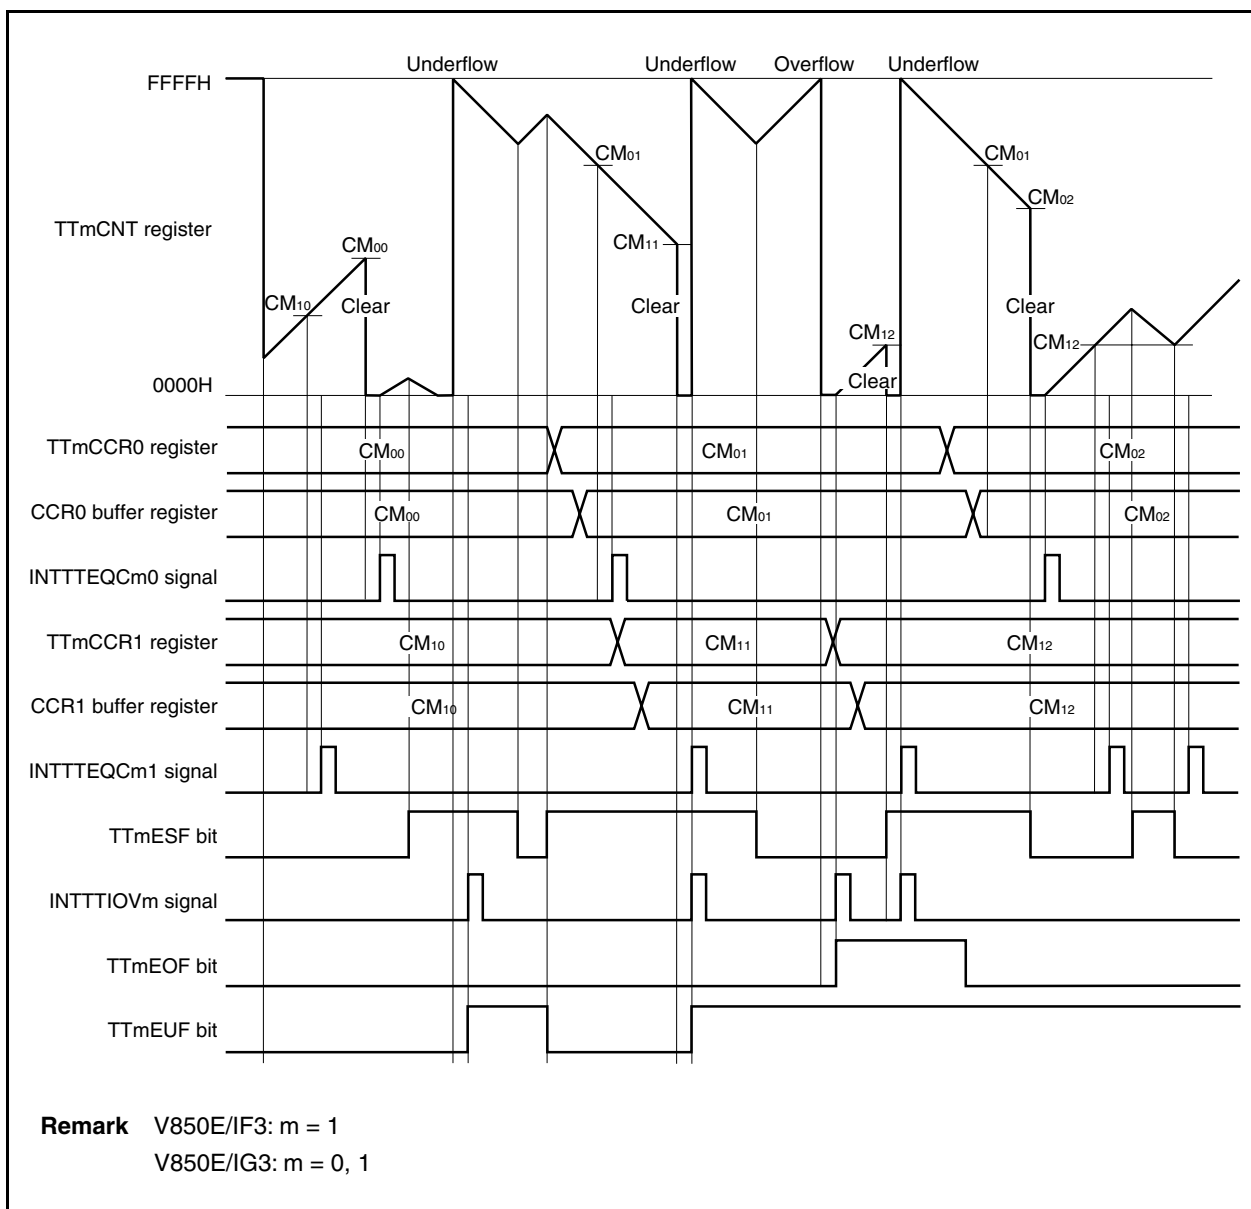 Underflow Underflow Overflow Underflow
FFFFH
CM01 CM01
CM02
TTmCNT register
CM00 CM11
CM10 Clear Clear Clear
CM12 CM12
0000H Clear
TTmCCR0 register CM00 CM01 CM02
CCR0 buffer register CM00 CM01 CM02
INTTTEQCm0 signal
TTmCCR1 register CM10 CM11 CM12
CCR1 buffer register CM10 CM11 CM12
INTTTEQCm1 signal
TTmESF bit
INTTTIOVm signal
TTmEOF bit
TTmEUF bit
Remark V850E/IF3: m = 1
V850E/IG3: m = 0, 1